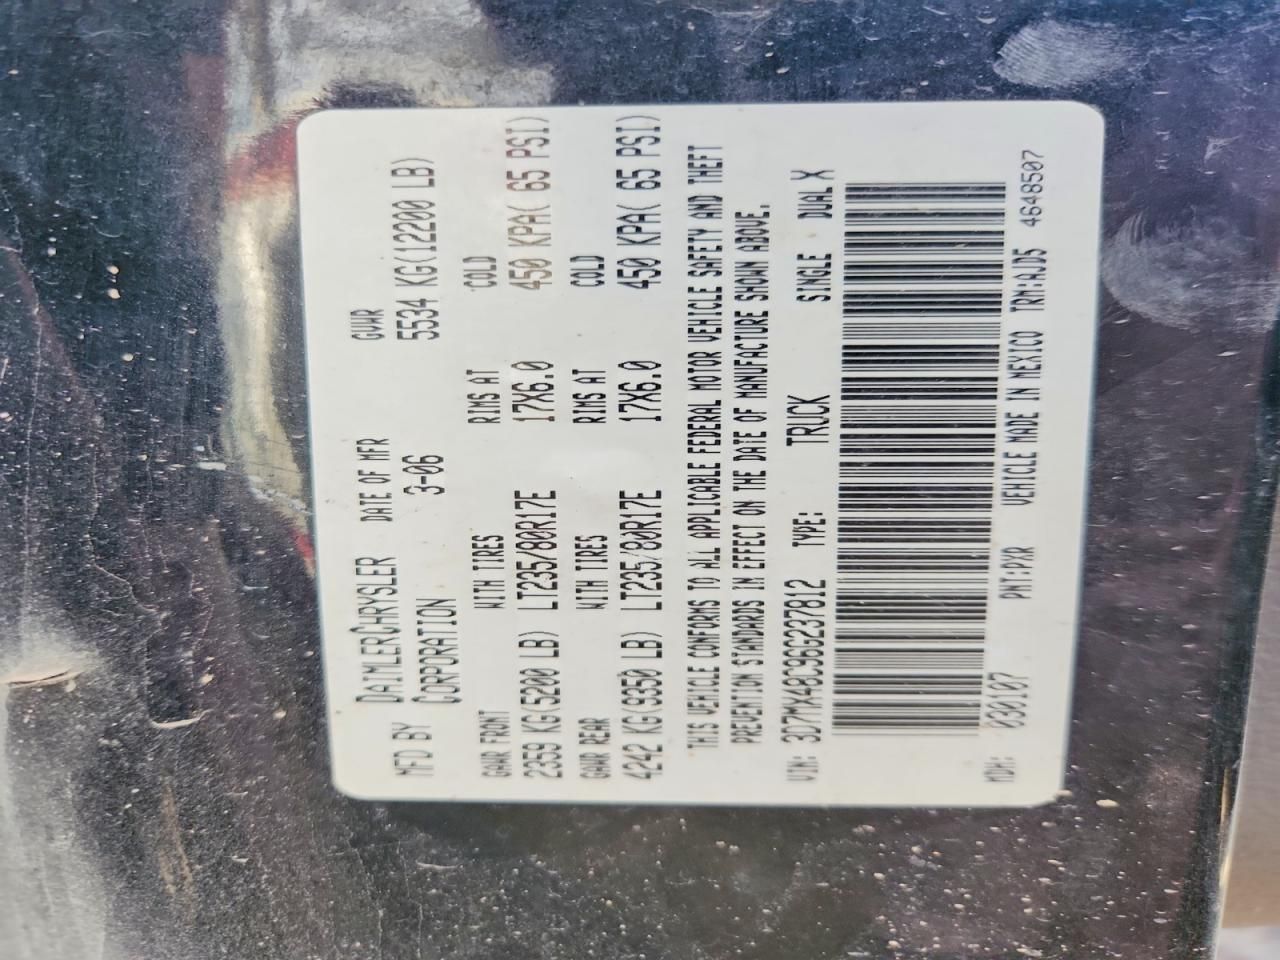 MFD BY DAIMLERCHRYSLER CORPORATION DATE OF MFR 3-06 GVWR 5534 KG(12200 LB)
GAWR FRONT WITH TIRES RIMS AT COLD
2359 KG(5200 LB) LT235/80R17E 17X6.0 450 KPA( 65 PSI)
GAWR REAR WITH TIRES RIMS AT COLD
4242 KG(9350 LB) LT235/80R17E 17X6.0 450 KPA( 65 PSI)
THIS VEHICLE CONFORMS TO ALL APPLICABLE FEDERAL MOTOR VEHICLE SAFETY AND THEFT
PREVENTION STANDARDS IN EFFECT ON THE DATE OF MANUFACTURE SHOWN ABOVE.
VIN: 3D7MX48C96G237812 TYPE: TRUCK SINGLE DUAL X
MDH: 030107 PNT:PXR VEHICLE MADE IN MEXICO TRM:AJD5 4648507